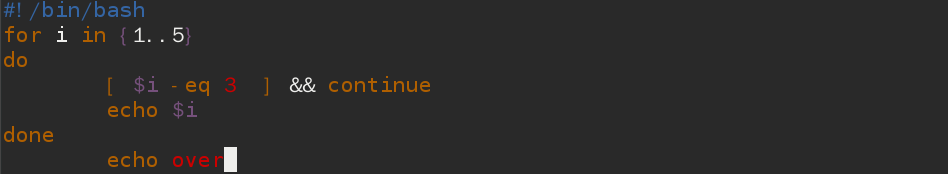 #!/bin/bash
for i in {1..5}
do
        [ $i -eq 3  ] && continue
        echo $i
done
        echo over